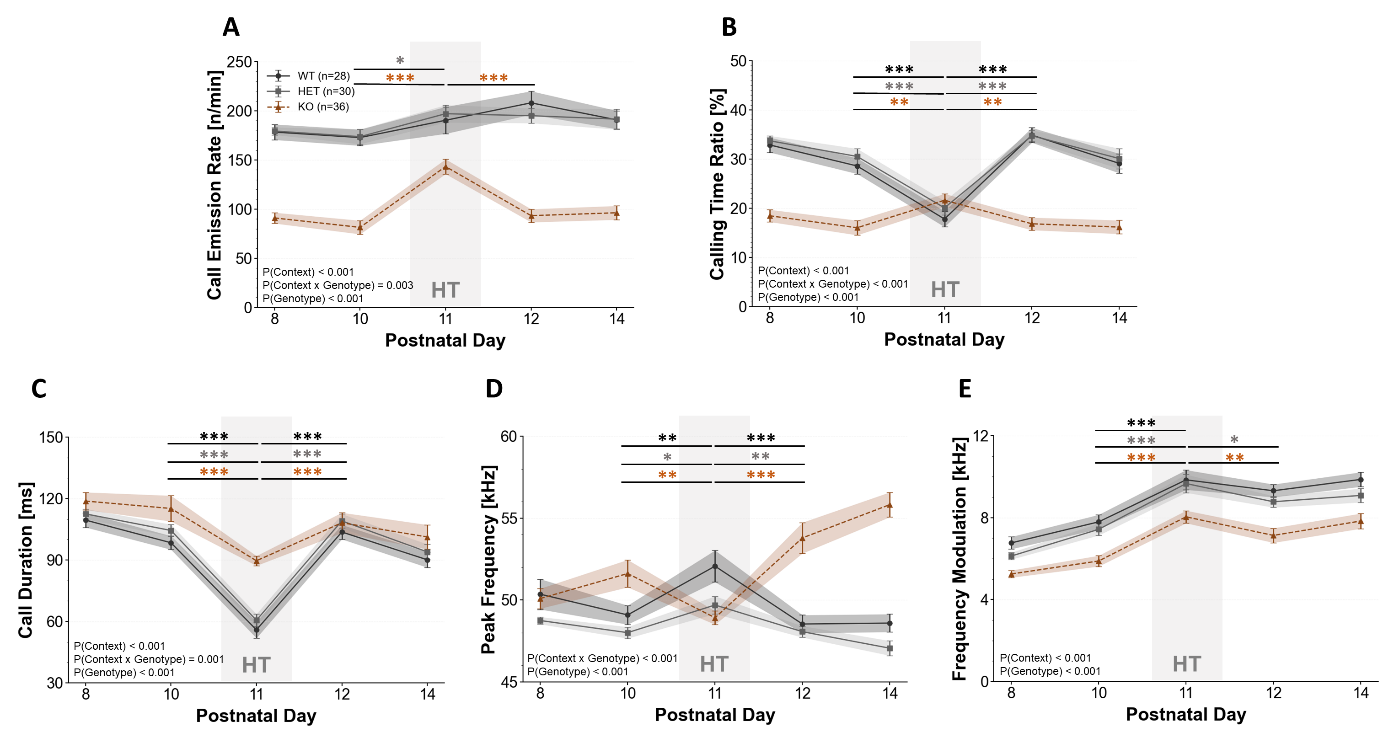 A
Call Emission Rate [n/min]
250
200
150
100
50
0
WT (n=28)
HET (n=30)
KO (n=36)
*
*** ***
P(Context) < 0.001
P(Context x Genotype) = 0.003
P(Genotype) < 0.001
HT
8 10 11 12 14
Postnatal Day
B
Calling Time Ratio [%]
50
40
30
20
10
0
*** ***
*** ***
** **
P(Context) < 0.001
P(Context x Genotype) < 0.001
P(Genotype) < 0.001
HT
8 10 11 12 14
Postnatal Day
C
Call Duration [ms]
150
120
90
60
30
*** ***
*** ***
*** ***
P(Context) < 0.001
P(Context x Genotype) = 0.001
P(Genotype) < 0.001
HT
8 10 11 12 14
Postnatal Day
D
Peak Frequency [kHz]
60
55
50
45
** ***
* **
** ***
P(Context x Genotype) < 0.001
P(Genotype) < 0.001
HT
8 10 11 12 14
Postnatal Day
E
Frequency Modulation [kHz]
12
8
4
0
***
*** *
*** **
P(Context) < 0.001
P(Genotype) < 0.001
HT
8 10 11 12 14
Postnatal Day